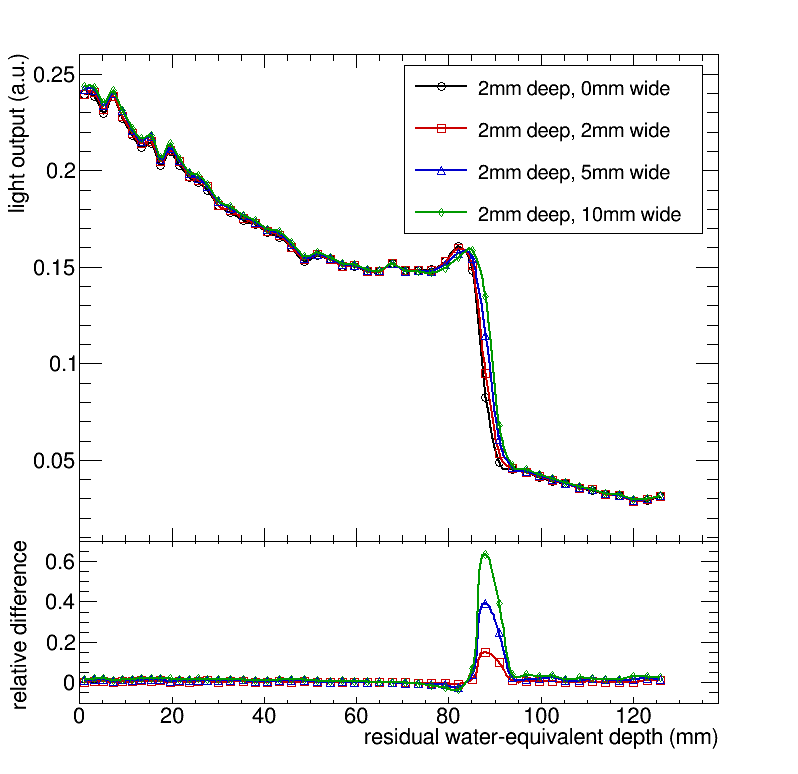 light output (a.u.)
0.25
0.2
0.15
0.1
0.05
2mm deep, 0mm wide
2mm deep, 2mm wide
2mm deep, 5mm wide
2mm deep, 10mm wide
relative difference
0.6
0.4
0.2
0
0 20 40 60 80 100 120
residual water-equivalent depth (mm)